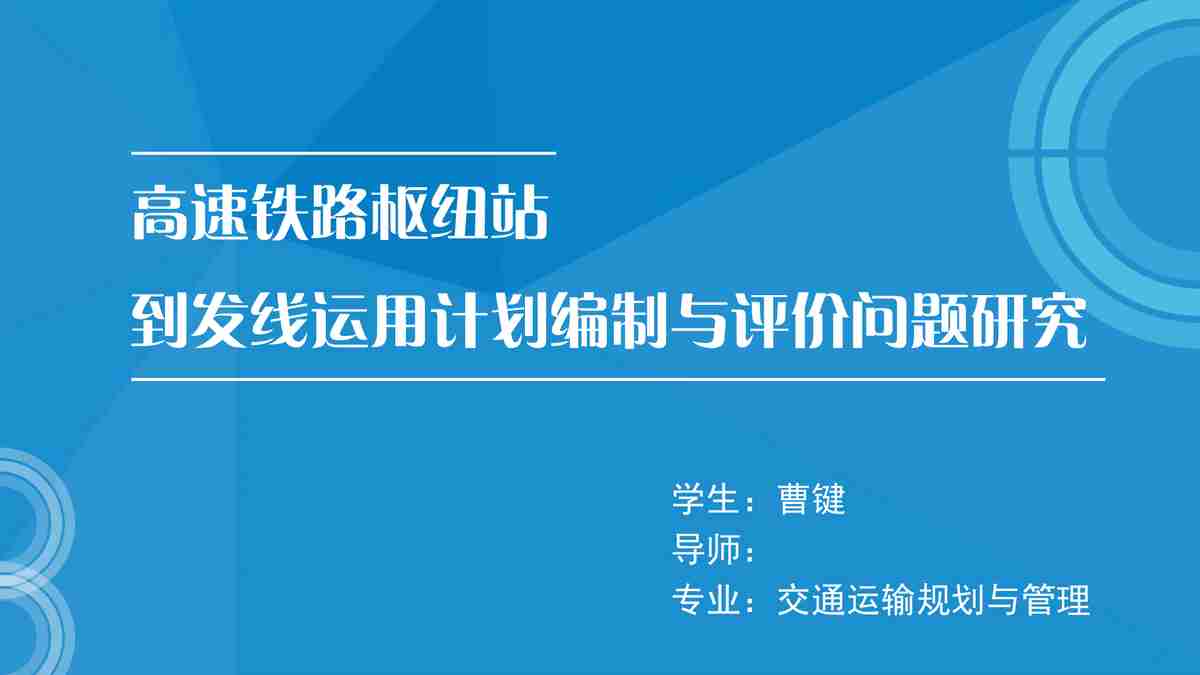 高速铁路枢纽站
到发线运用计划编制与评价问题研究
学生：曹键
导师：
专业：交通运输规划与管理